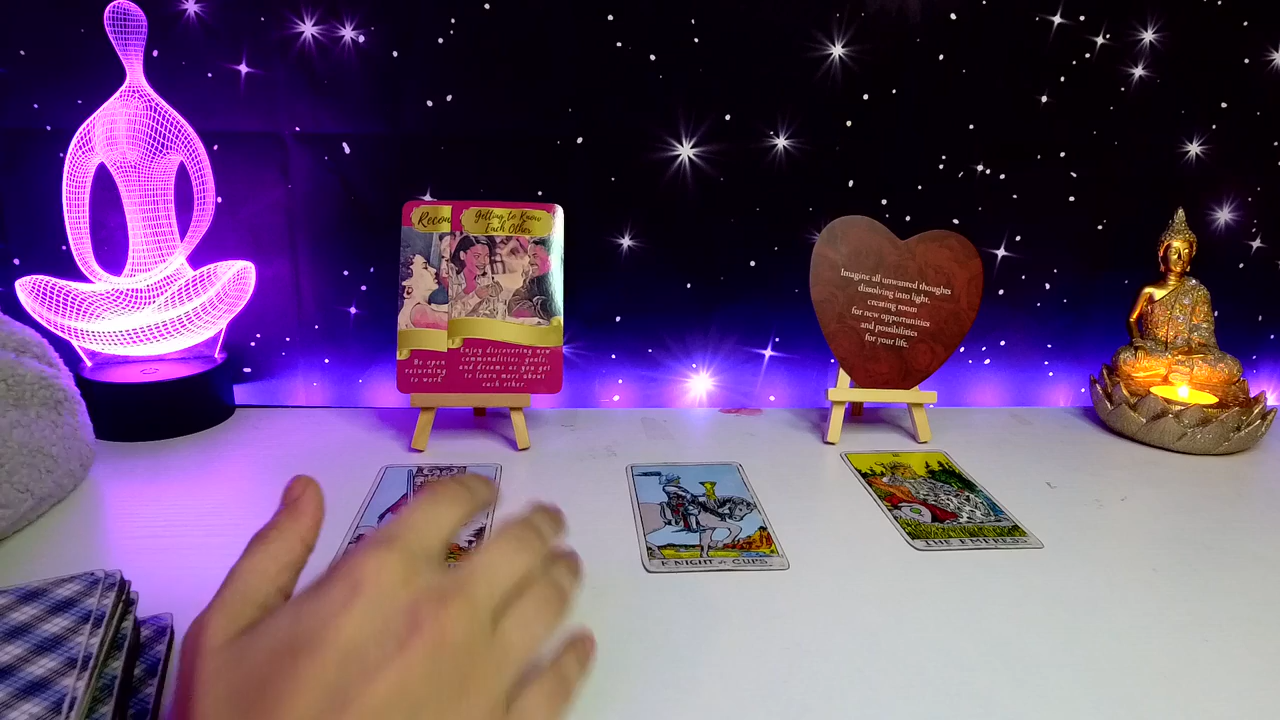 Recon
Getting to Know
Each Other
Be open
returning
to work
Enjoy discovering new
commonalities, goals,
and dreams as you get
to learn more about
each other.
Imagine all unwanted thoughts
dissolving into light,
creating room
for new opportunities
and possibilities
for your life.
III
KNIGHT of CUPS
THE EMPRESS